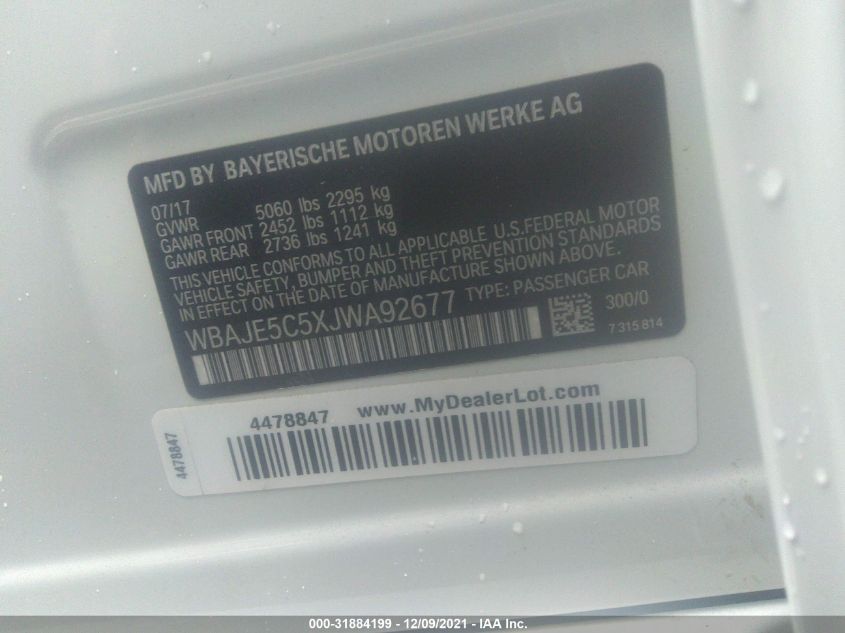 MFD BY BAYERISCHE MOTOREN WERKE AG
07/17
GVWR 5060 lbs 2295 kg
GAWR FRONT 2452 lbs 1112 kg
GAWR REAR 2736 lbs 1241 kg
THIS VEHICLE CONFORMS TO ALL APPLICABLE U.S.FEDERAL MOTOR
VEHICLE SAFETY, BUMPER AND THEFT PREVENTION STANDARDS
IN EFFECT ON THE DATE OF MANUFACTURE SHOWN ABOVE.
WBAJE5C5XJWA92677 TYPE: PASSENGER CAR
300/0
7 315 814
4478847 www.MyDealerLot.com
4478847
000-31884199 - 12/09/2021 - IAA Inc.